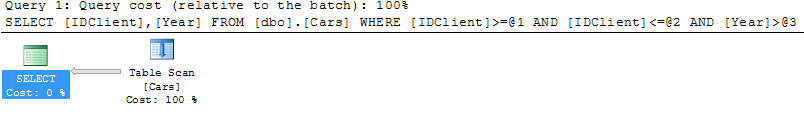 Query 1: Query cost (relative to the batch): 100%
SELECT [IDClient],[Year] FROM [dbo].[Cars] WHERE [IDClient]>=@1 AND [IDClient]<=@2 AND [Year]>@3
SELECT
Cost: 0 %
Table Scan
[Cars]
Cost: 100 %